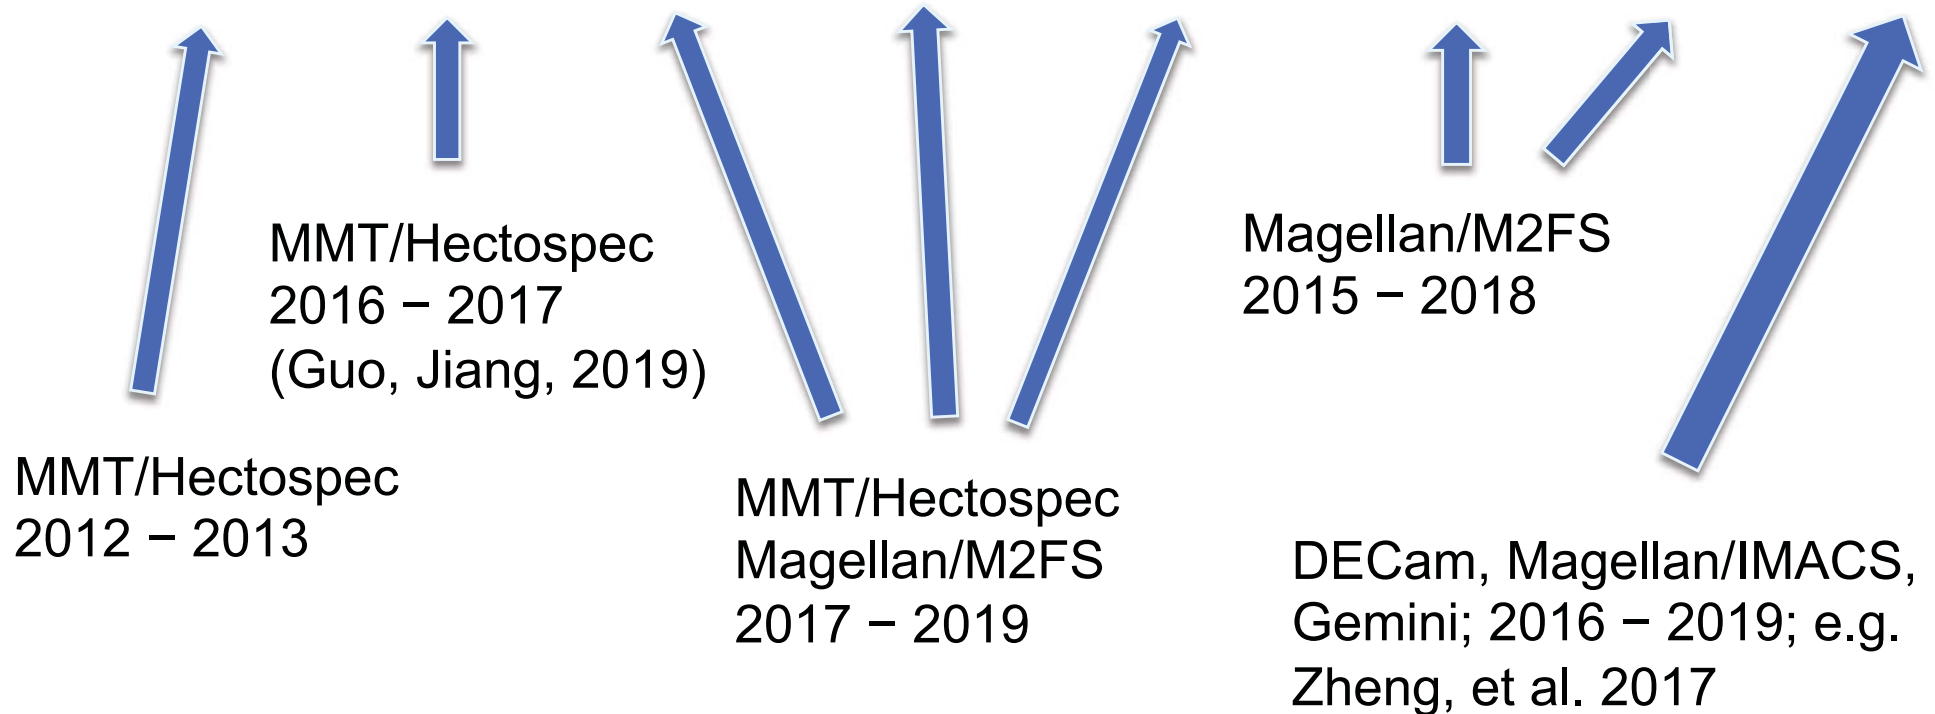 MMT/Hectospec
2016 − 2017
(Guo, Jiang, 2019)
Magellan/M2FS
2015 − 2018
MMT/Hectospec
2012 − 2013
MMT/Hectospec
Magellan/M2FS
2017 − 2019
DECam, Magellan/IMACS,
Gemini; 2016 − 2019; e.g.
Zheng, et al. 2017